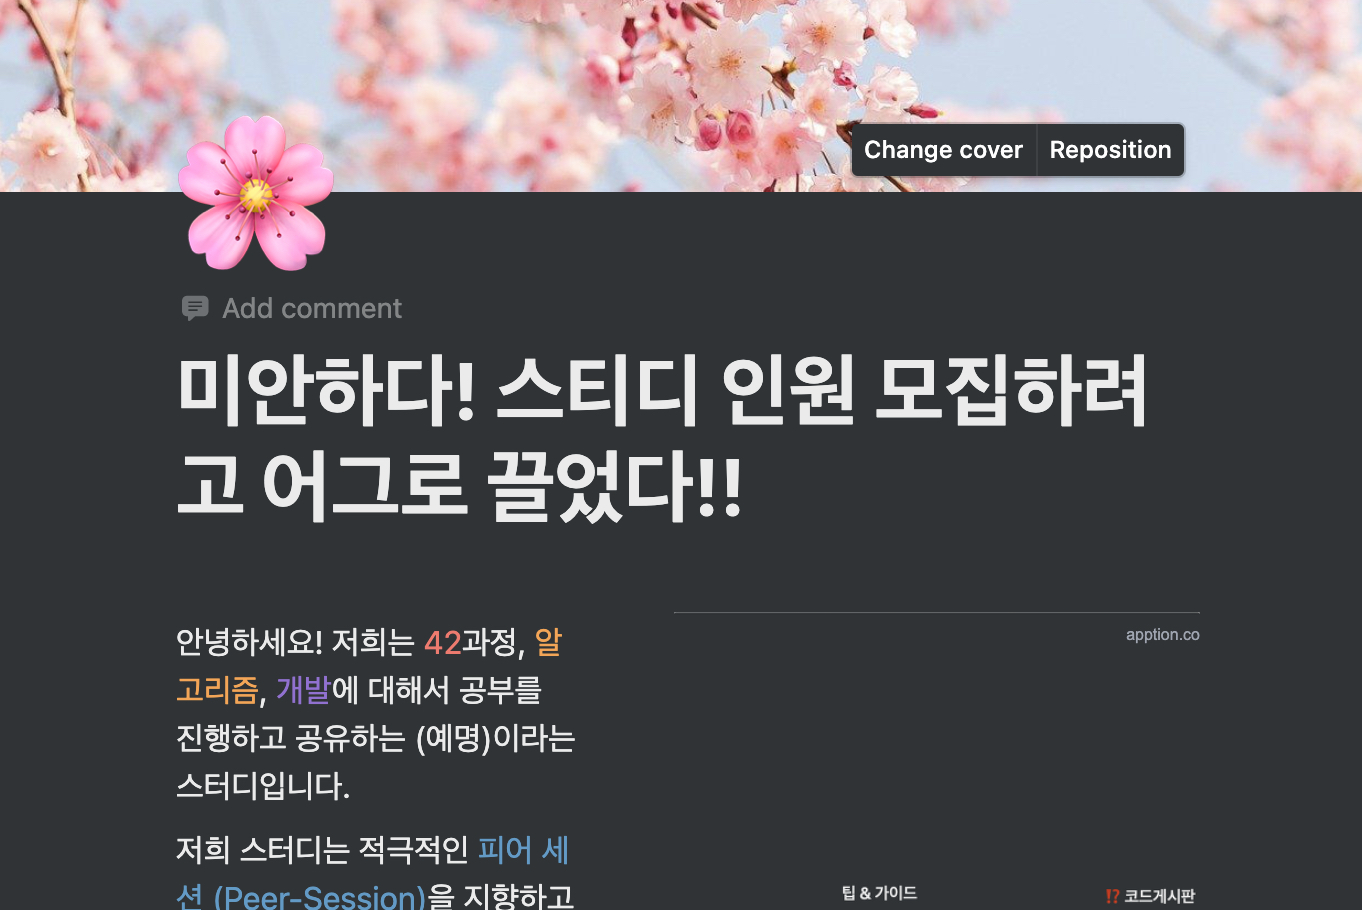 Change cover
Reposition
Add comment
미안하다! 스티디 인원 모집하려
고 어그로 끌었다!!
안녕하세요! 저희는 42과정, 알
고리즘, 개발에 대해서 공부를
진행하고 공유하는 (예명)이라는
스터디입니다.
저희 스터디는 적극적인 피어 세
션 (Peer-Session)을 지향하고
apption.co
팁 & 가이드
⁉️ 코드게시판